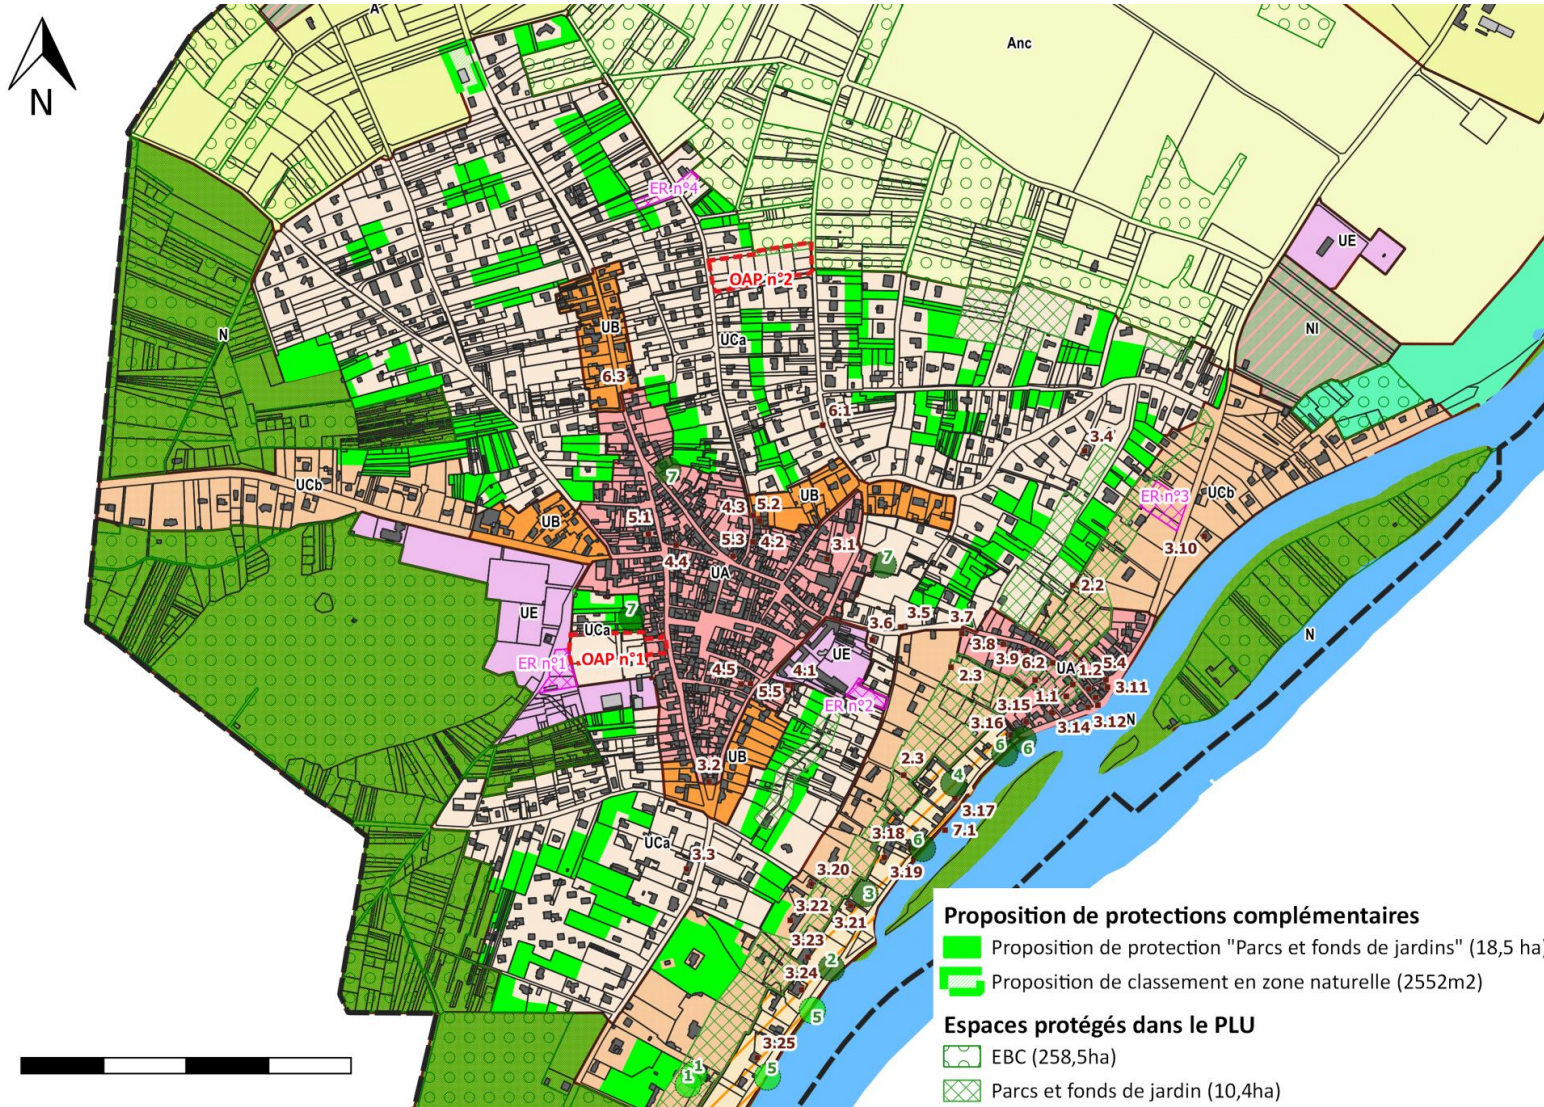 A
Anc
N
ER n°4
UE
OAP n°2
NI
N
UB
UCa
6.3
6.1
3.4
7
UCb
ER n°3
UCb
UB
5.2
4.3
UB
5.1
5.3
4.2
3.1
3.10
4.4
UA
7
2.2
7
3.5
3.7
UE
UCa
3.6
3.8
N
ER n°1
OAP n°1
UE
3.9
6.2
UA
5.4
4.5
4.1
2.3
1.2
5.5
1.1
3.11
ER n°2
3.15
3.16
3.14
3.12
N
6
6
3.2
UB
2.3
4
3.17
3.18
7.1
UCa
6
3.3
3.20
3.19
3
3.22
3.21
3.23
2
3.24
5
3.25
1
1
5
Proposition de protections complémentaires
Proposition de protection "Parcs et fonds de jardins" (18,5 ha)
Proposition de classement en zone naturelle (2552m2)
Espaces protégés dans le PLU
EBC (258,5ha)
Parcs et fonds de jardin (10,4ha)